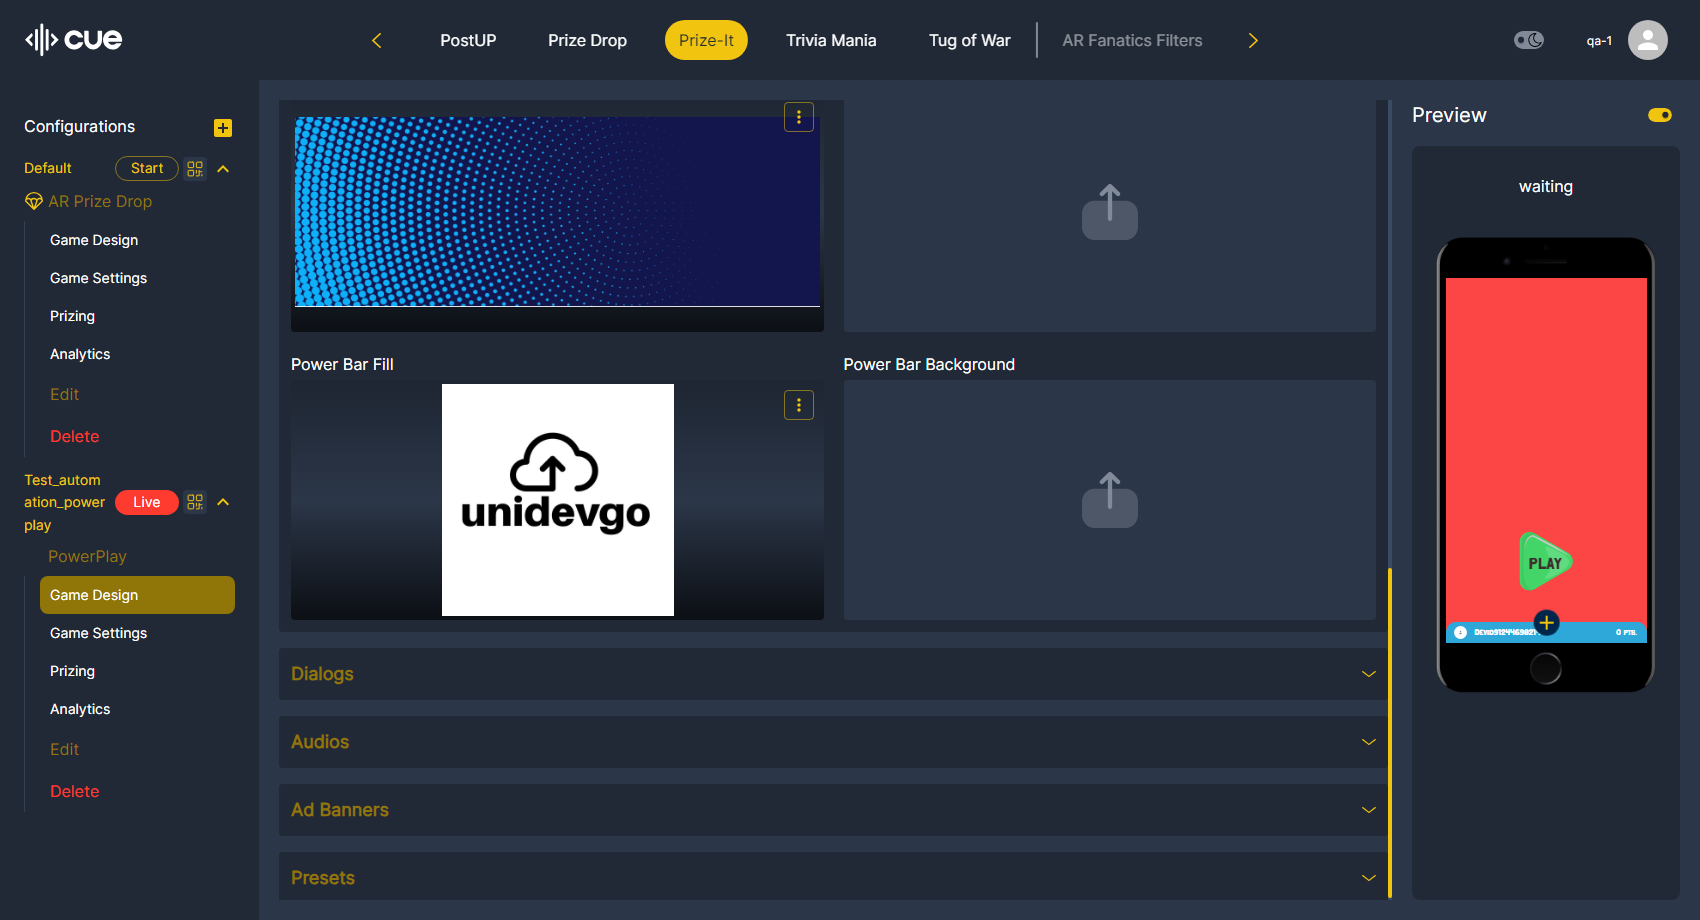 cue
PostUP
Prize Drop
Prize-It
Trivia Mania
Tug of War
AR Fanatics Filters
qa-1
Configurations
Default
Start
AR Prize Drop
Game Design
Game Settings
Prizing
Analytics
Edit
Delete
Test_autom
ation_power
play
Live
PowerPlay
Game Design
Game Settings
Prizing
Analytics
Edit
Delete
Power Bar Fill
Power Bar Background
unidevgo
Dialogs
Audios
Ad Banners
Presets
Preview
waiting
PLAY
0 PTS.